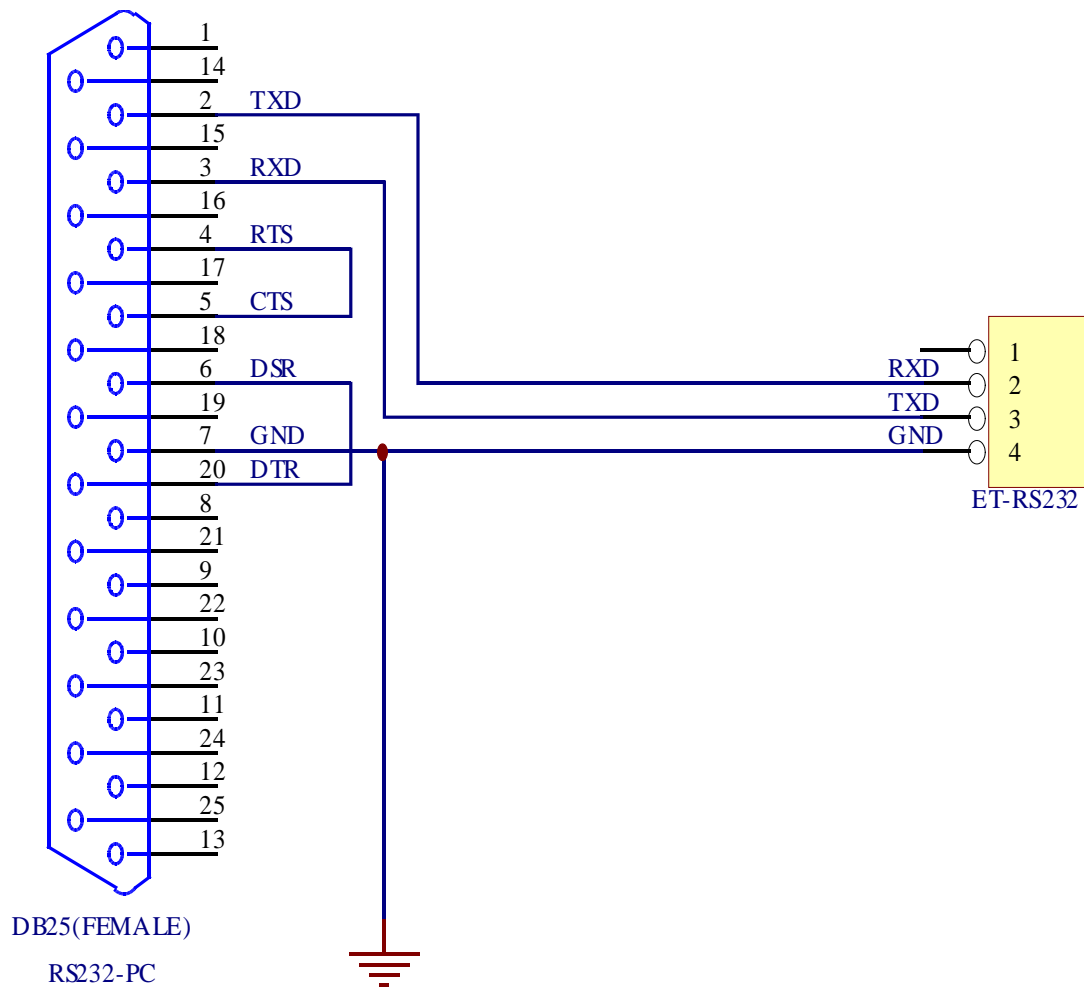 1
14
2 TXD
15
3 RXD
16
4 RTS
17
5 CTS
18
6 DSR
19
7 GND
20 DTR
8
21
9
22
10
23
11
24
12
25
13
DB25(FEMALE)
RS232-PC
1
RXD 2
TXD 3
GND 4
ET-RS232